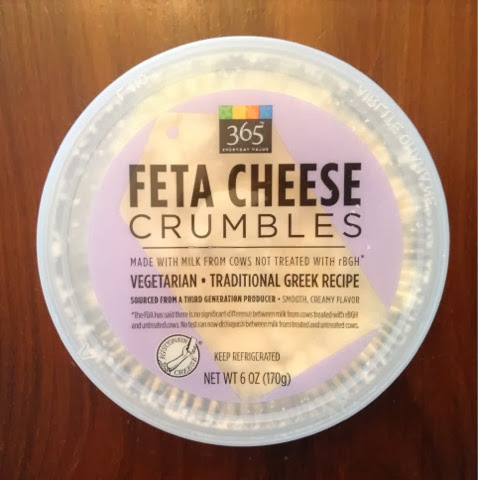 365™
EVERYDAY VALUE
FETA CHEESE
CRUMBLES
MADE WITH MILK FROM COWS NOT TREATED WITH rBGH*
VEGETARIAN • TRADITIONAL GREEK RECIPE
SOURCED FROM A THIRD GENERATION PRODUCER • SMOOTH, CREAMY FLAVOR
*The FDA has said there is no significant difference between milk from cows treated with rBGH
and untreated cows. No test can now distinguish between milk from treated and untreated cows.
WISCONSIN
CHEESE
KEEP REFRIGERATED
NET WT 6 OZ (170g)